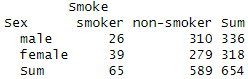 Smoke
Sex smoker non-smoker Sum
male 26 310 336
female 39 279 318
Sum 65 589 654